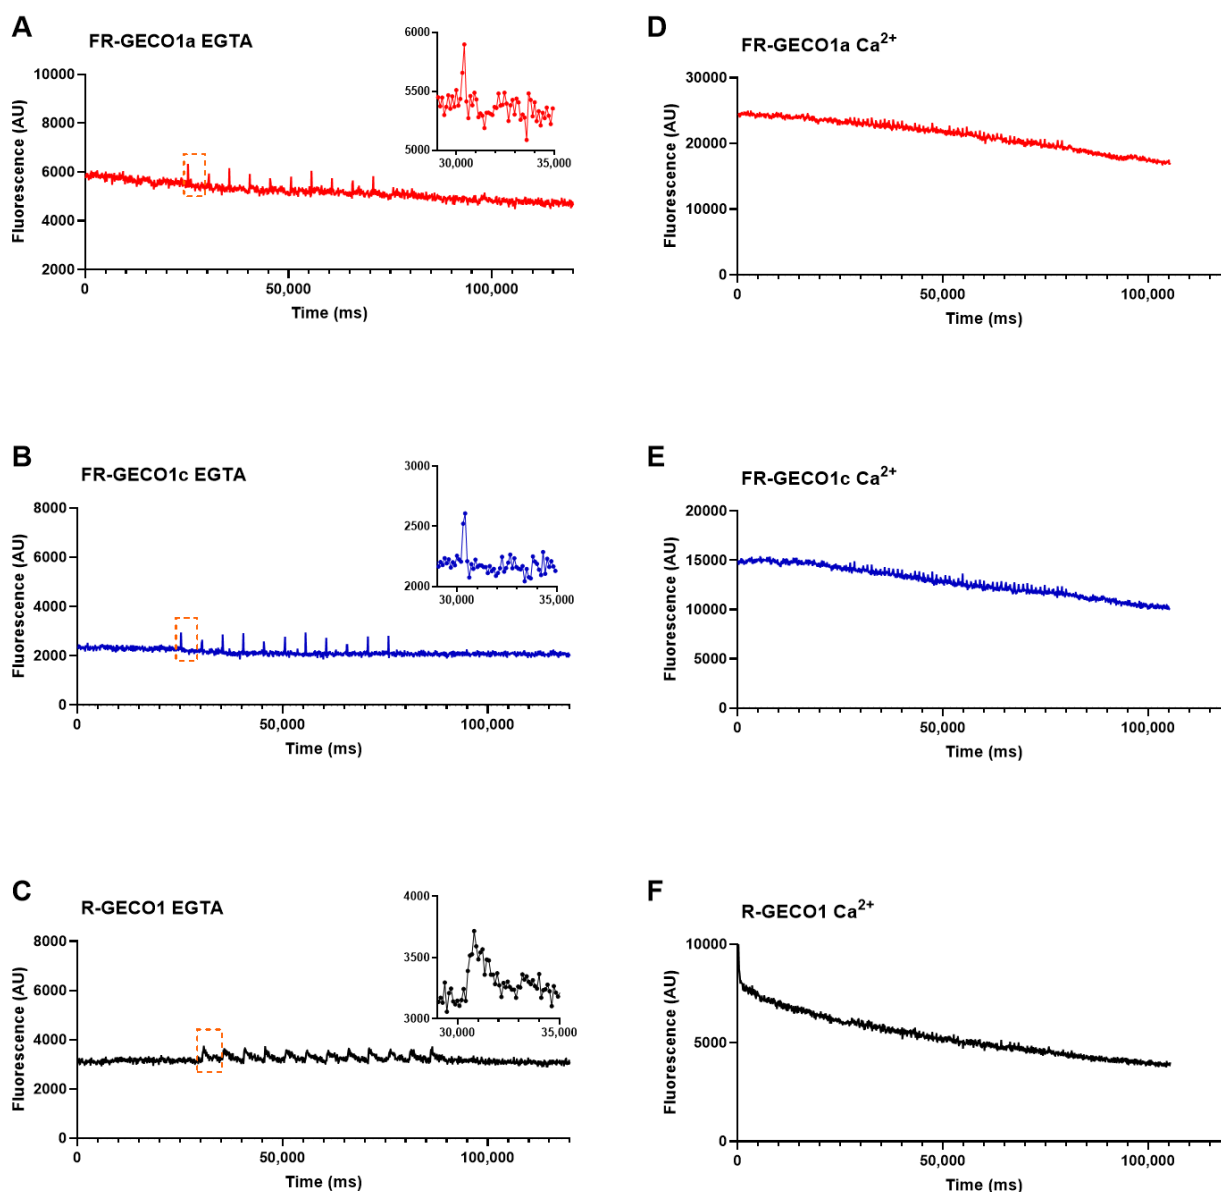 A
FR-GECO1a EGTA
Fluorescence (AU)
10000
8000
6000
4000
2000
0
50,000
100,000
Time (ms)
6000
5500
5000
30,000
35,000
D
FR-GECO1a Ca²⁺
Fluorescence (AU)
30000
20000
10000
0
0
50,000
100,000
Time (ms)
B
FR-GECO1c EGTA
Fluorescence (AU)
8000
6000
4000
2000
0
0
50,000
100,000
Time (ms)
3000
2500
2000
30,000
35,000
E
FR-GECO1c Ca²⁺
Fluorescence (AU)
20000
15000
10000
5000
0
0
50,000
100,000
Time (ms)
C
R-GECO1 EGTA
Fluorescence (AU)
8000
6000
4000
2000
0
0
50,000
100,000
Time (ms)
4000
3500
3000
30,000
35,000
F
R-GECO1 Ca²⁺
Fluorescence (AU)
10000
5000
0
0
50,000
100,000
Time (ms)